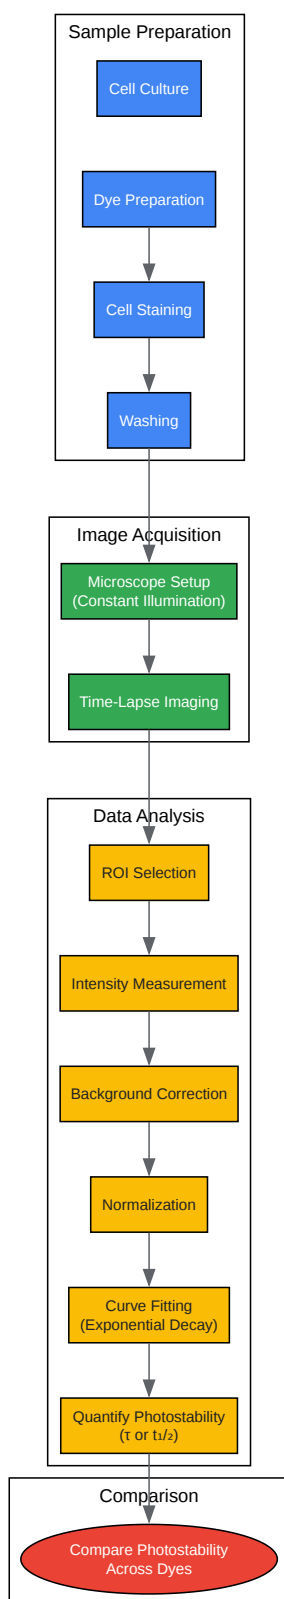 Sample Preparation
Cell Culture
Dye Preparation
Cell Staining
Washing
Image Acquisition
Microscope Setup
(Constant Illumination)
Time-Lapse Imaging
Data Analysis
ROI Selection
Intensity Measurement
Background Correction
Normalization
Curve Fitting
(Exponential Decay)
Quantify Photostability
(τ or t₁/₂)
Comparison
Compare Photostability
Across Dyes